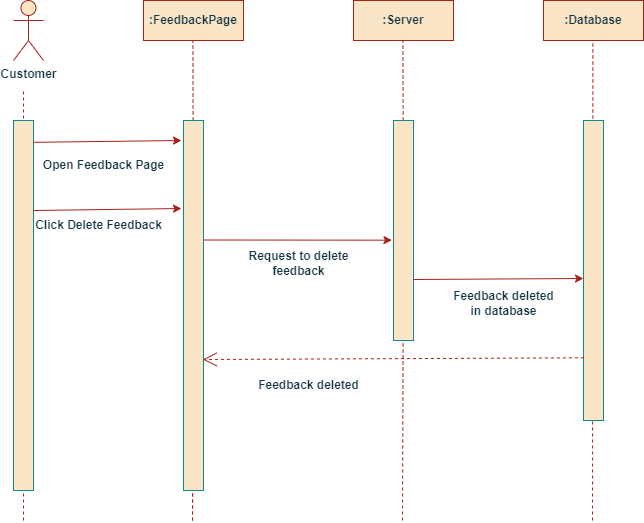 :FeedbackPage
:Server
:Database
Customer
Open Feedback Page
Click Delete Feedback
Request to delete
feedback
Feedback deleted
in database
Feedback deleted